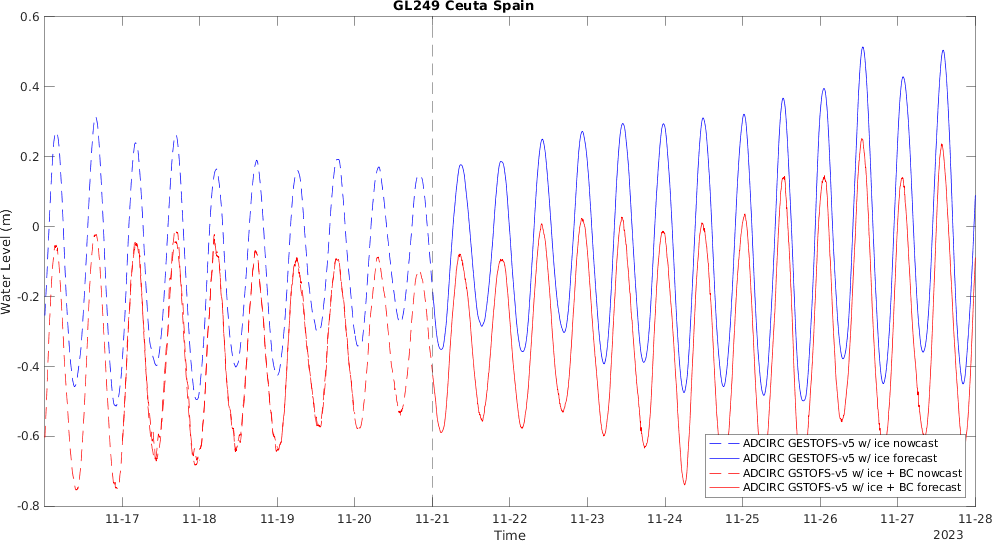 GL249 Ceuta Spain
0.6
0.4
0.2
0
-0.2
-0.4
-0.6
-0.8
Water Level (m)
ADCIRC GESTOFS-v5 w/ ice nowcast
ADCIRC GESTOFS-v5 w/ ice forecast
ADCIRC GSTOFS-v5 w/ ice + BC nowcast
ADCIRC GSTOFS-v5 w/ ice + BC forecast
11-17 11-18 11-19 11-20 11-21 11-22 11-23 11-24 11-25 11-26 11-27 11-28
Time
2023